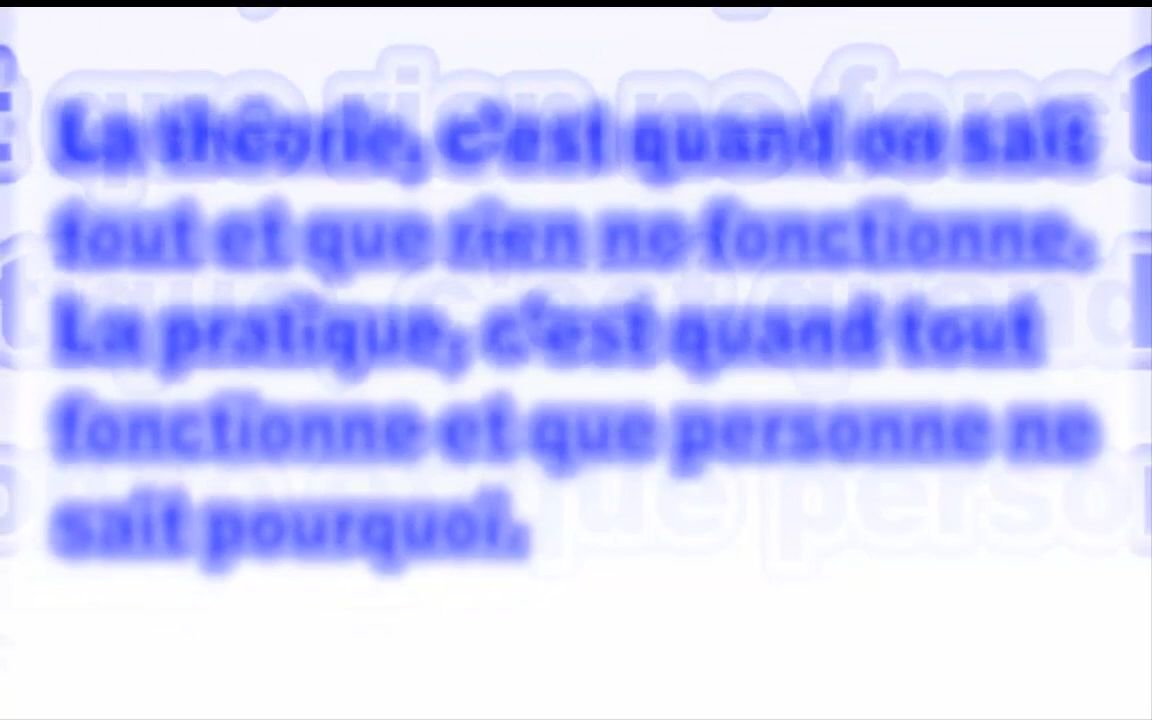 La théorie, c'est quand on sait
tout et que rien ne fonctionne.
La pratique, c'est quand tout
fonctionne et que personne ne
sait pourquoi.